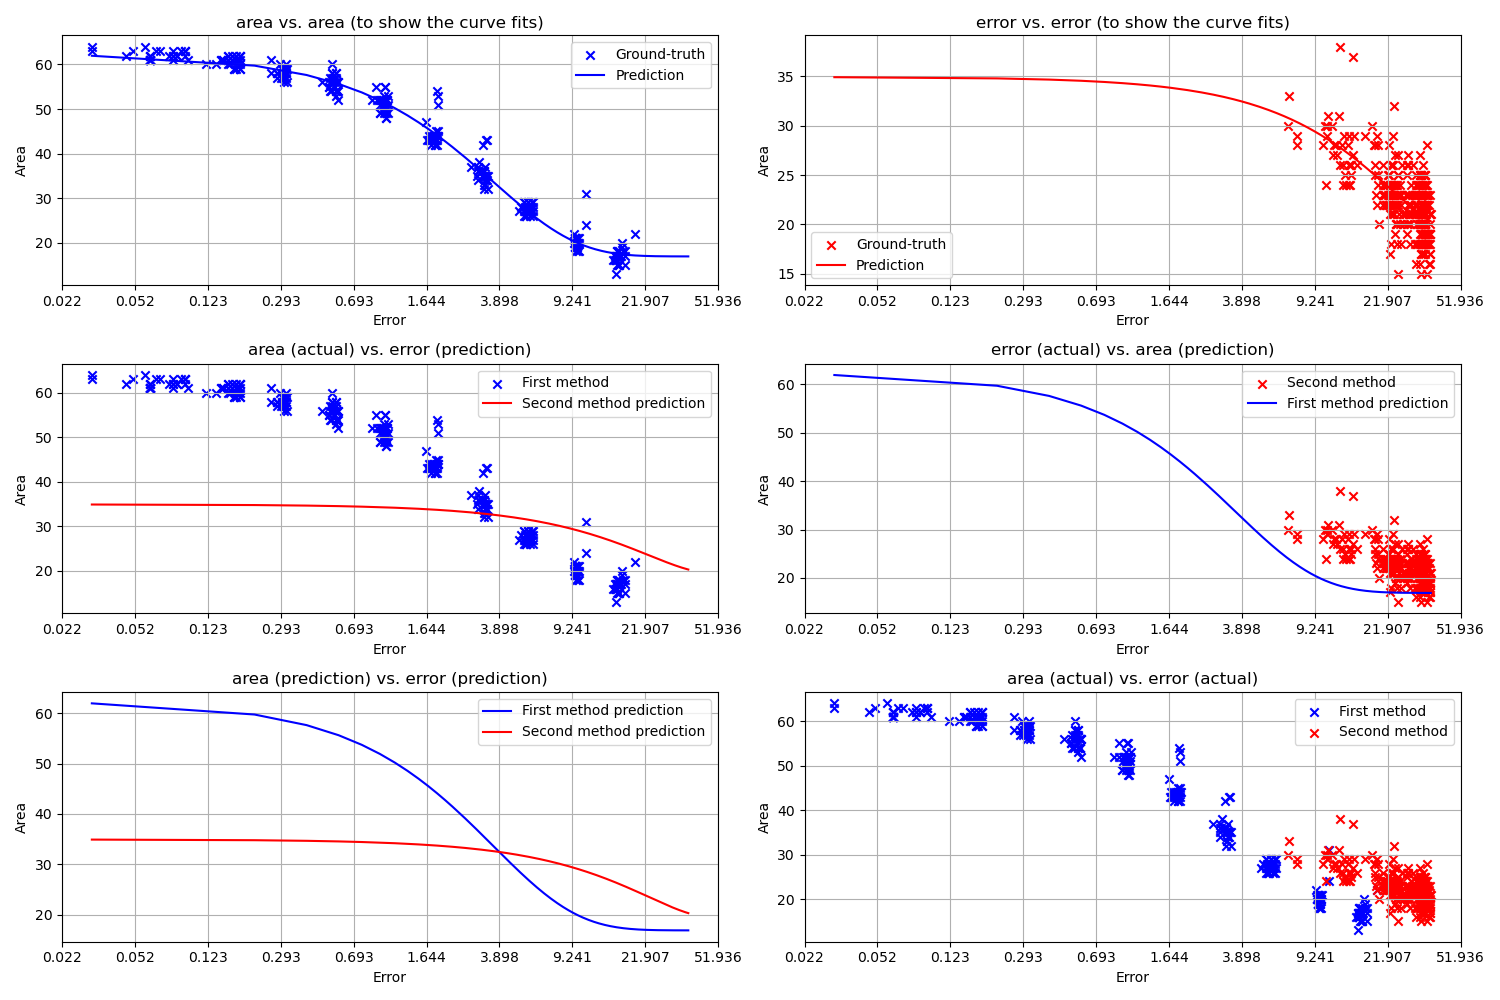 area vs. area (to show the curve fits)
Area
60
50
40
30
20
Ground-truth
Prediction
0.022 0.052 0.123 0.293 0.693 1.644 3.898 9.241 21.907 51.936
Error
error vs. error (to show the curve fits)
Area
35
30
25
20
15
Ground-truth
Prediction
0.022 0.052 0.123 0.293 0.693 1.644 3.898 9.241 21.907 51.936
Error
area (actual) vs. error (prediction)
Area
60
50
40
30
20
First method
Second method prediction
0.022 0.052 0.123 0.293 0.693 1.644 3.898 9.241 21.907 51.936
Error
error (actual) vs. area (prediction)
Area
60
50
40
30
20
Second method
First method prediction
0.022 0.052 0.123 0.293 0.693 1.644 3.898 9.241 21.907 51.936
Error
area (prediction) vs. error (prediction)
Area
60
50
40
30
20
First method prediction
Second method prediction
0.022 0.052 0.123 0.293 0.693 1.644 3.898 9.241 21.907 51.936
Error
area (actual) vs. error (actual)
Area
60
50
40
30
20
First method
Second method
0.022 0.052 0.123 0.293 0.693 1.644 3.898 9.241 21.907 51.936
Error